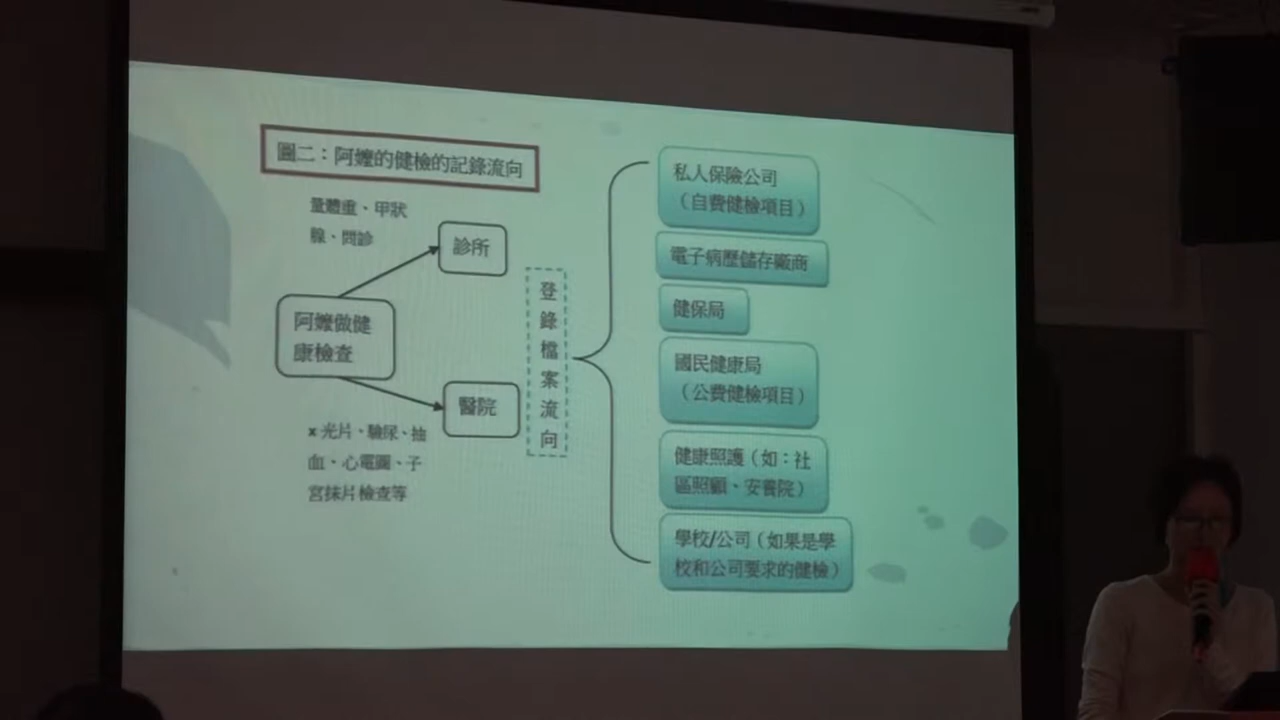 圖二：阿嬤的健檢的記錄流向
量體重、甲狀
腺、問診
診所
阿嬤做健
康檢查
醫院
x 光片、驗尿、抽
血、心電圖、子
宮抹片檢查等
登錄檔案流向
私人保險公司
（自費健檢項目）
電子病歷儲存廠商
健保局
國民健康局
（公費健檢項目）
健康照護（如：社
區照顧、安養院）
學校/公司（如果是學
校和公司要求的健檢）